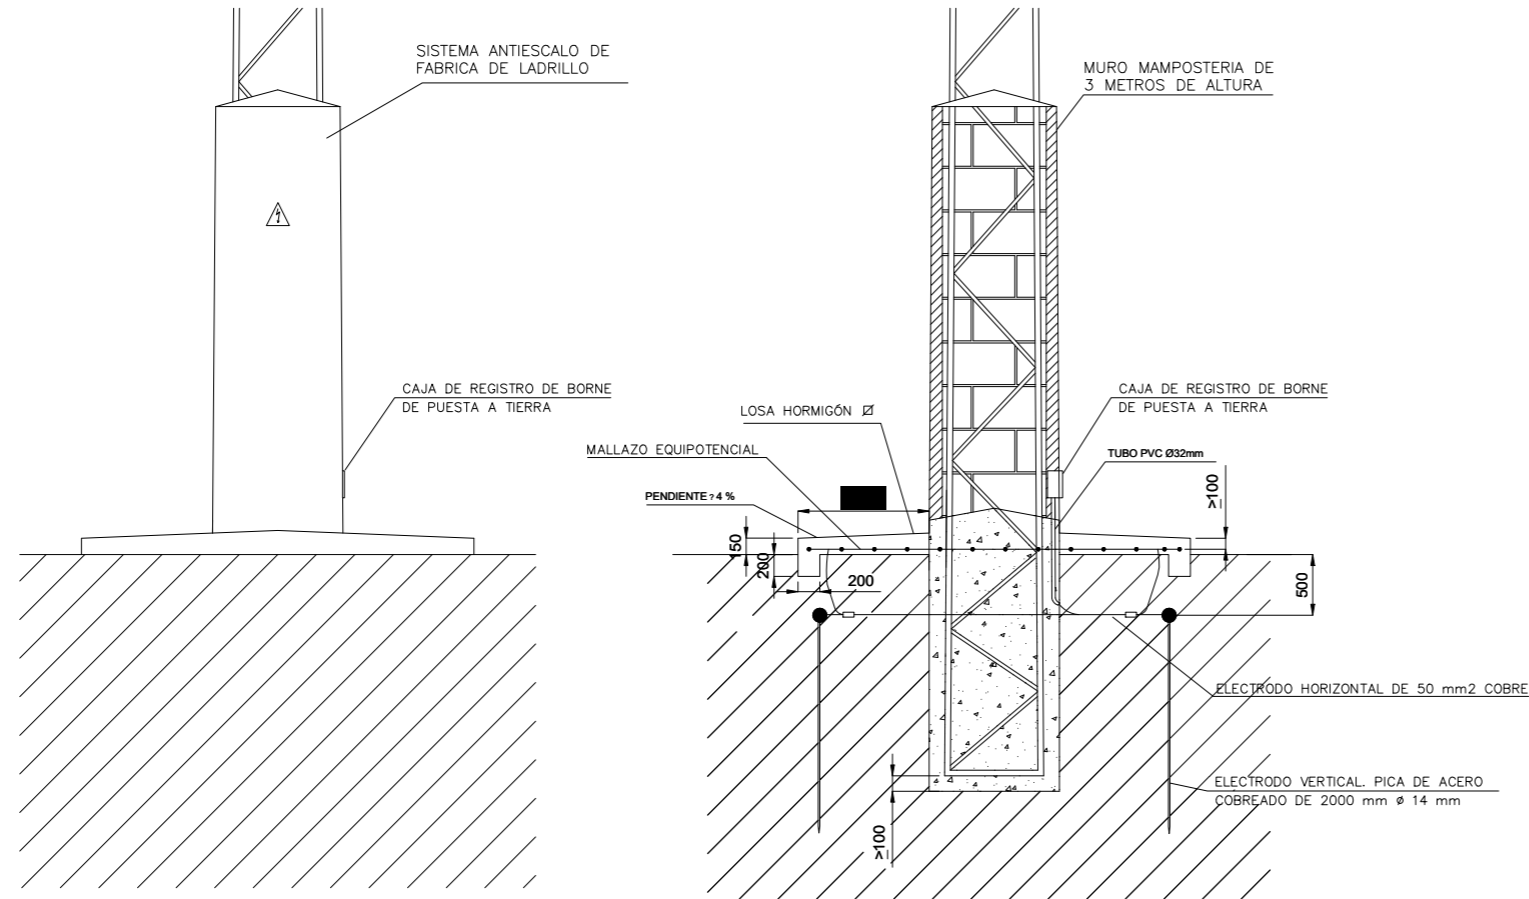 SISTEMA ANTIESCALO DE
FABRICA DE LADRILLO
MURO MAMPOSTERIA DE
3 METROS DE ALTURA
CAJA DE REGISTRO DE BORNE
DE PUESTA A TIERRA
CAJA DE REGISTRO DE BORNE
DE PUESTA A TIERRA
LOSA HORMIGÓN
MALLAZO EQUIPOTENCIAL
TUBO PVC Ø32mm
PENDIENTE ? 4 %
≥100
150
200
200
500
ELECTRODO HORIZONTAL DE 50 mm2 COBRE
ELECTRODO VERTICAL. PICA DE ACERO
COBREADO DE 2000 mm ø 14 mm
≥100